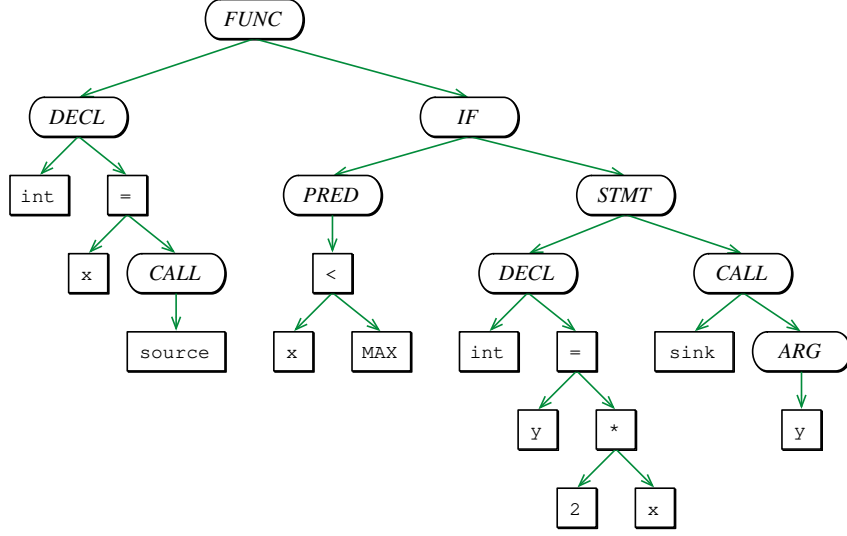 FUNC
DECL IF
int = PRED STMT
x CALL < DECL CALL
source x MAX int = sink ARG
y * y
2 x